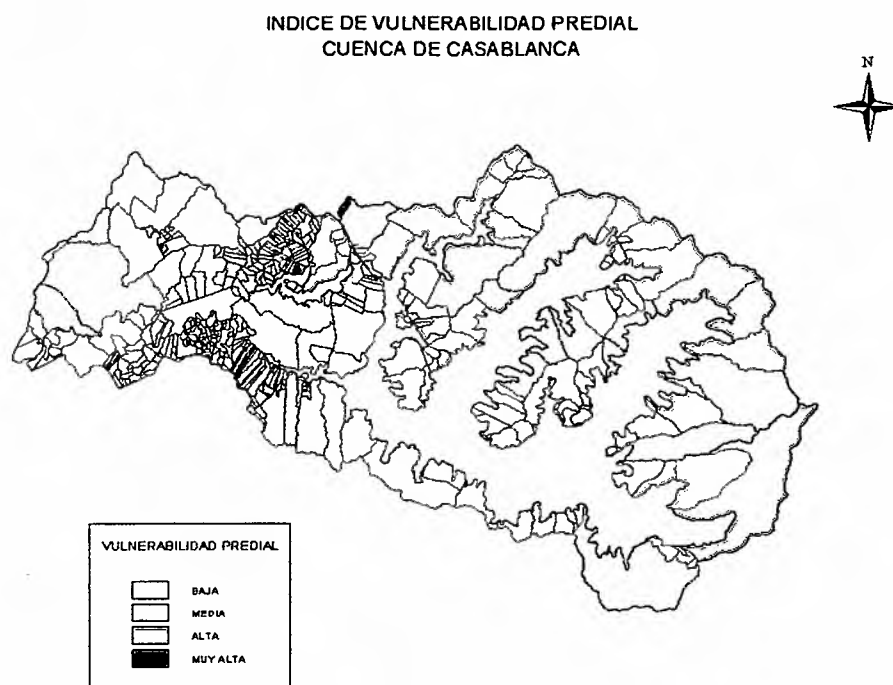 INDICE DE VULNERABILIDAD PREDIAL
CUENCA DE CASABLANCA
N
VULNERABILIDAD PREDIAL
BAJA
MEDIA
ALTA
MUY ALTA